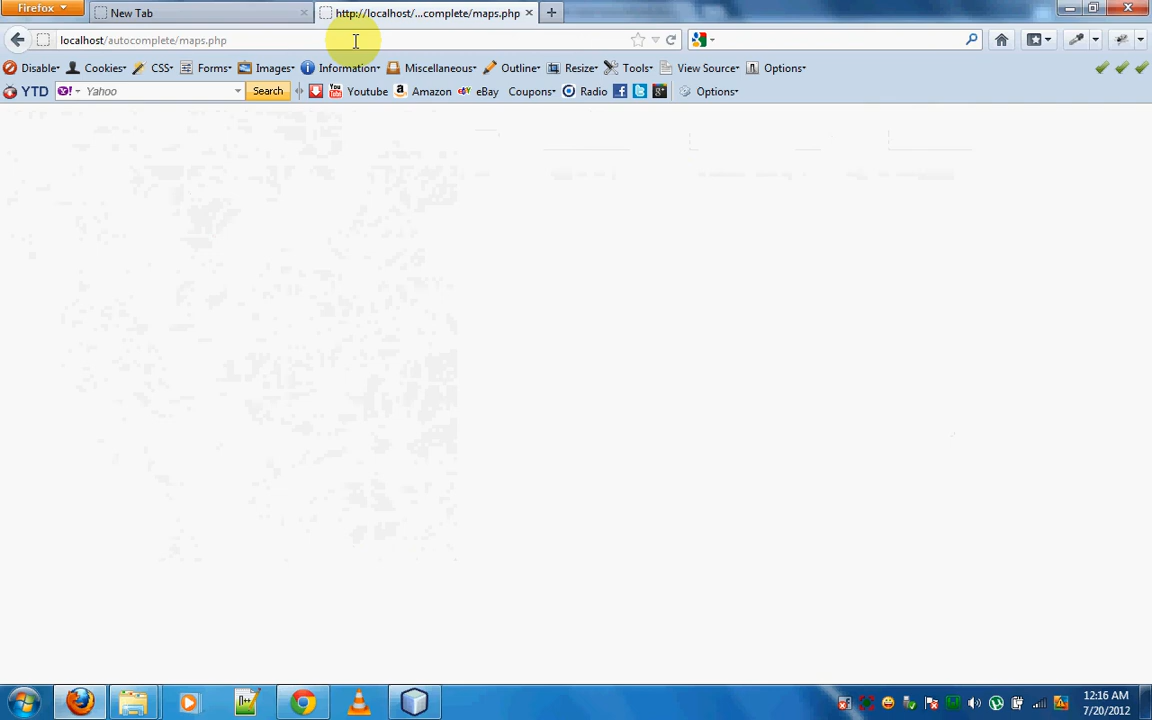 Firefox
New Tab
http://localhost/...complete/maps.php
localhost/autocomplete/maps.php
Disable
Cookies
CSS
Forms
Images
Information
Miscellaneous
Outline
Resize
Tools
View Source
Options
YTD
Yahoo
Search
Youtube
Amazon
eBay
Coupons
Radio
Options
12:16 AM
7/20/2012